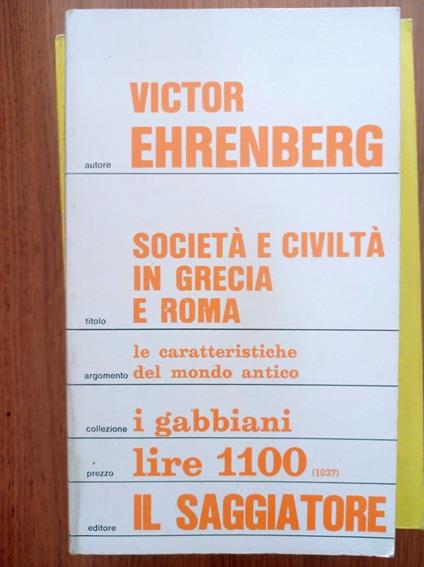 VICTOR
autore EHRENBERG
SOCIETÀ E CIVILTÀ
IN GRECIA
titolo E ROMA
le caratteristiche
argomento del mondo antico
collezione i gabbiani
prezzo lire 1100 (1037)
editore IL SAGGIATORE